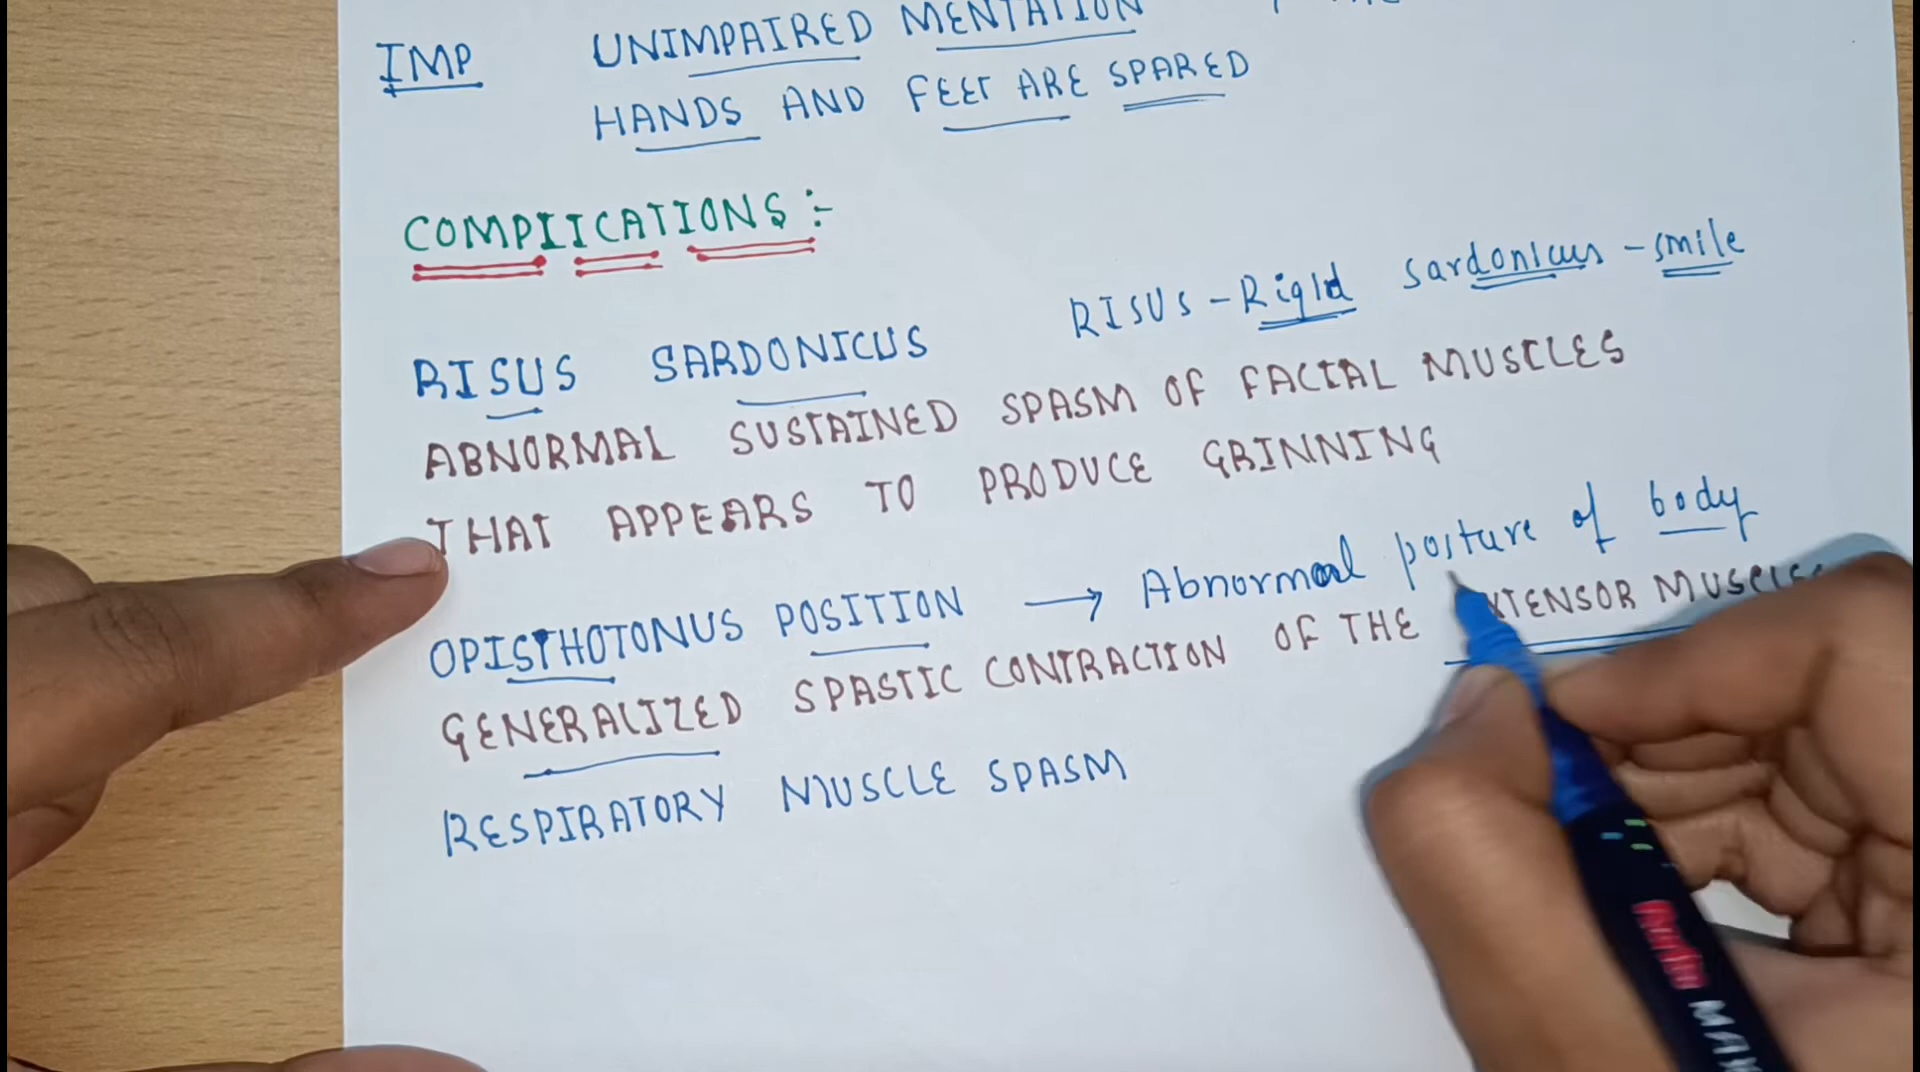 IMP UNIMPAIRED MENTATION
HANDS AND FEET ARE SPARED
COMPIICATIONS :-
RISUS SARDONICUS RISUS - Rigid Sardonicus - smile
ABNORMAL SUSTAINED SPASM OF FACIAL MUSCLES
THAT APPEARS TO PRODUCE GRINNING
OPISTHOTONUS POSITION → Abnormal posture of body
GENERALIZED SPASTIC CONTRACTION OF THE EXTENSOR MUSCLES
RESPIRATORY MUSCLE SPASM